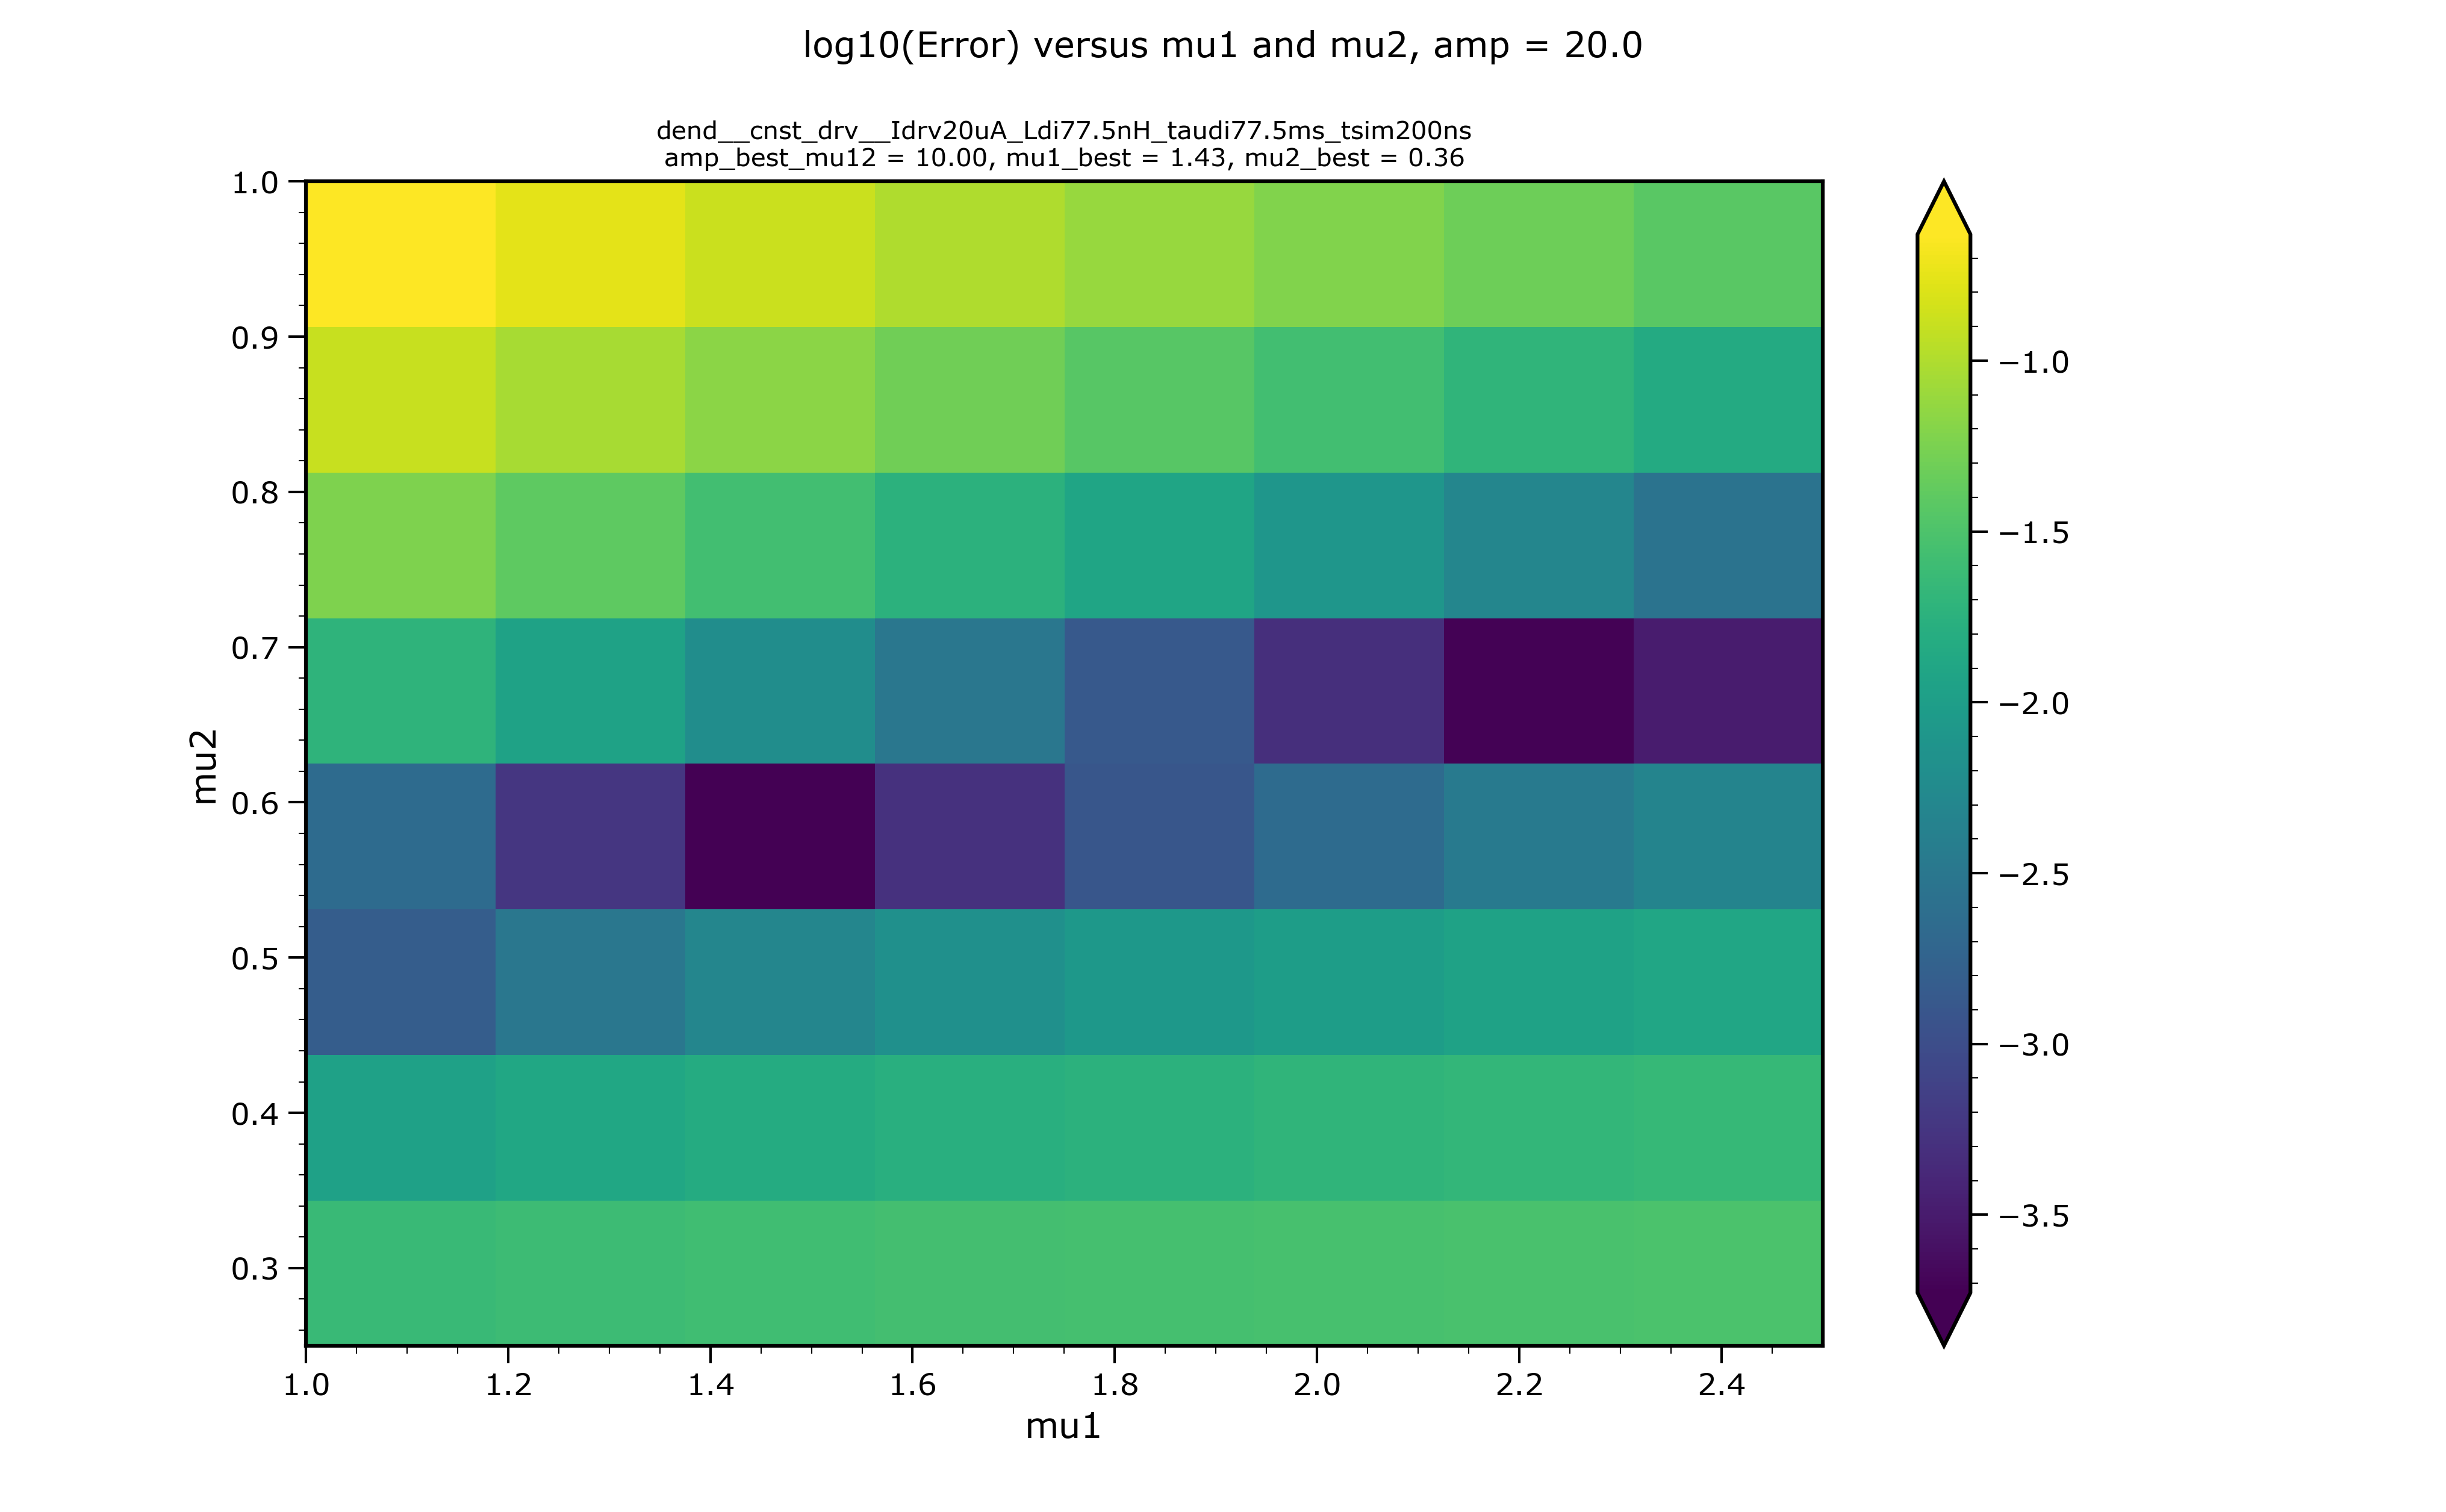 log10(Error) versus mu1 and mu2, amp = 20.0
dend__cnst_drv__Idrv20uA_Ldi77.5nH_taudi77.5ms_tsim200ns
amp_best_mu12 = 10.00, mu1_best = 1.43, mu2_best = 0.36
1.0
0.9
0.8
0.7
0.6
0.5
0.4
0.3
mu2
1.0 1.2 1.4 1.6 1.8 2.0 2.2 2.4
mu1
−1.0
−1.5
−2.0
−2.5
−3.0
−3.5